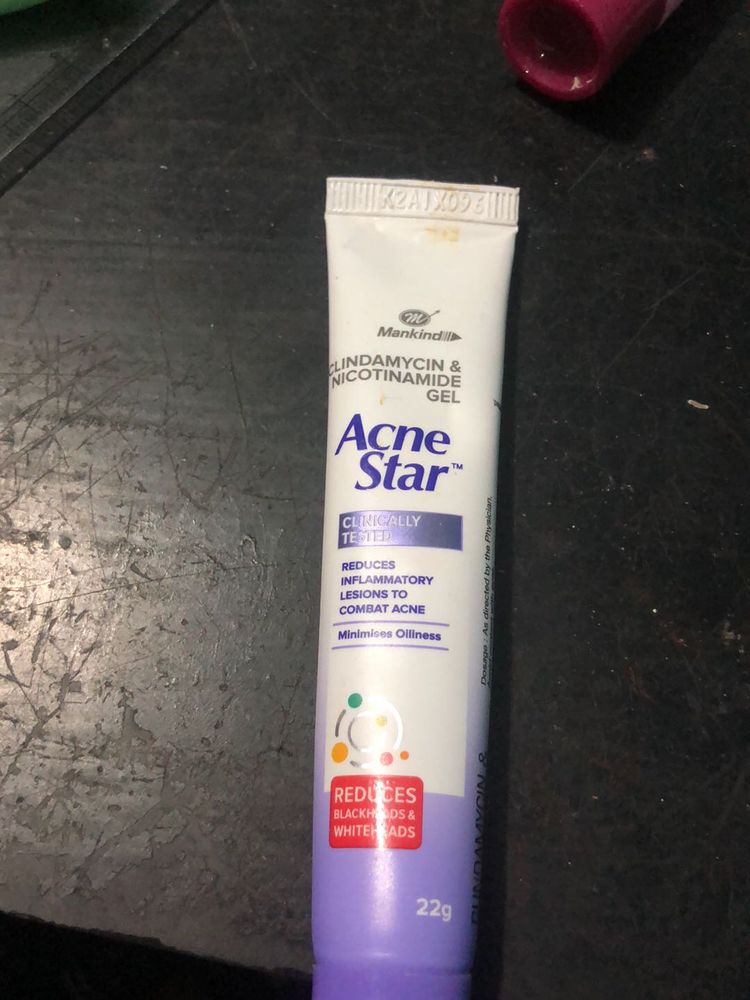 K2AJX096
Mankind
CLINDAMYCIN &
NICOTINAMIDE
GEL
Acne
Star™
CLINICALLY
TESTED
REDUCES
INFLAMMATORY
LESIONS TO
COMBAT ACNE
Minimises Oiliness
REDUCES
BLACKHEADS &
WHITEHEADS
22g
Dosage : As directed by the Physician.